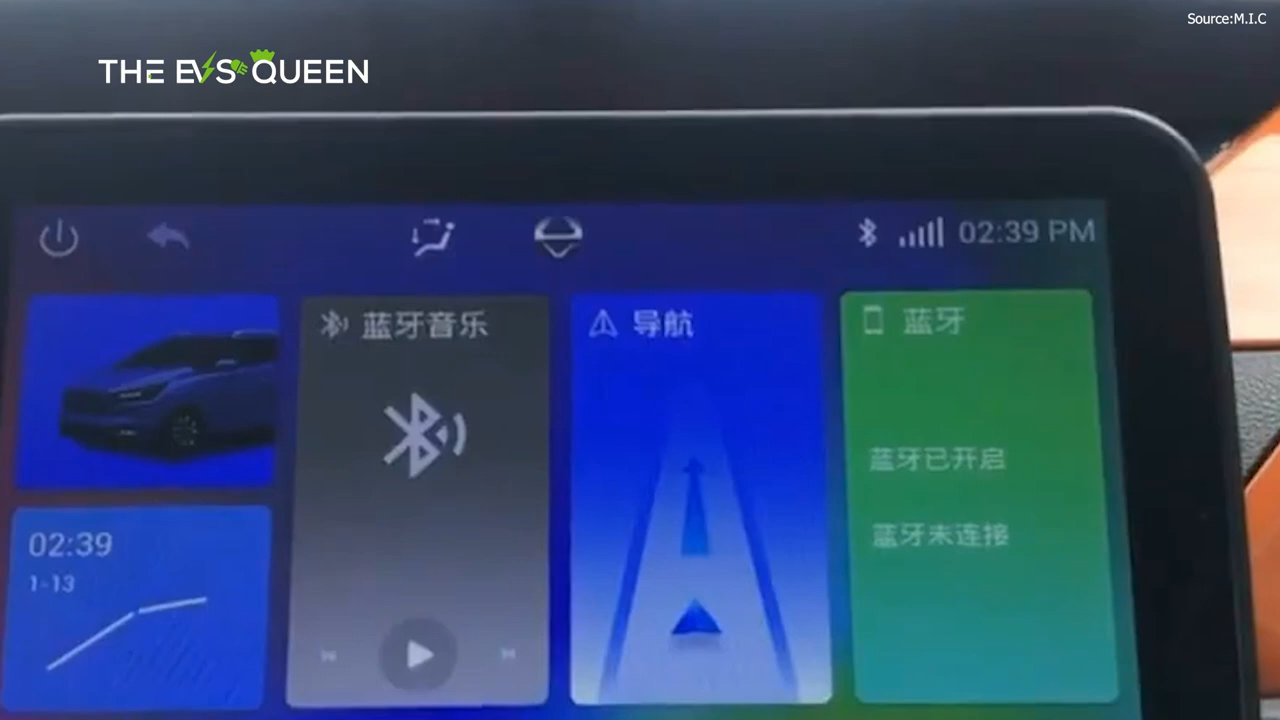 Source:M.I.C
THE EVS QUEEN
02:39 PM
蓝牙音乐
导航
蓝牙
蓝牙已开启
蓝牙未连接
02:39
1-13